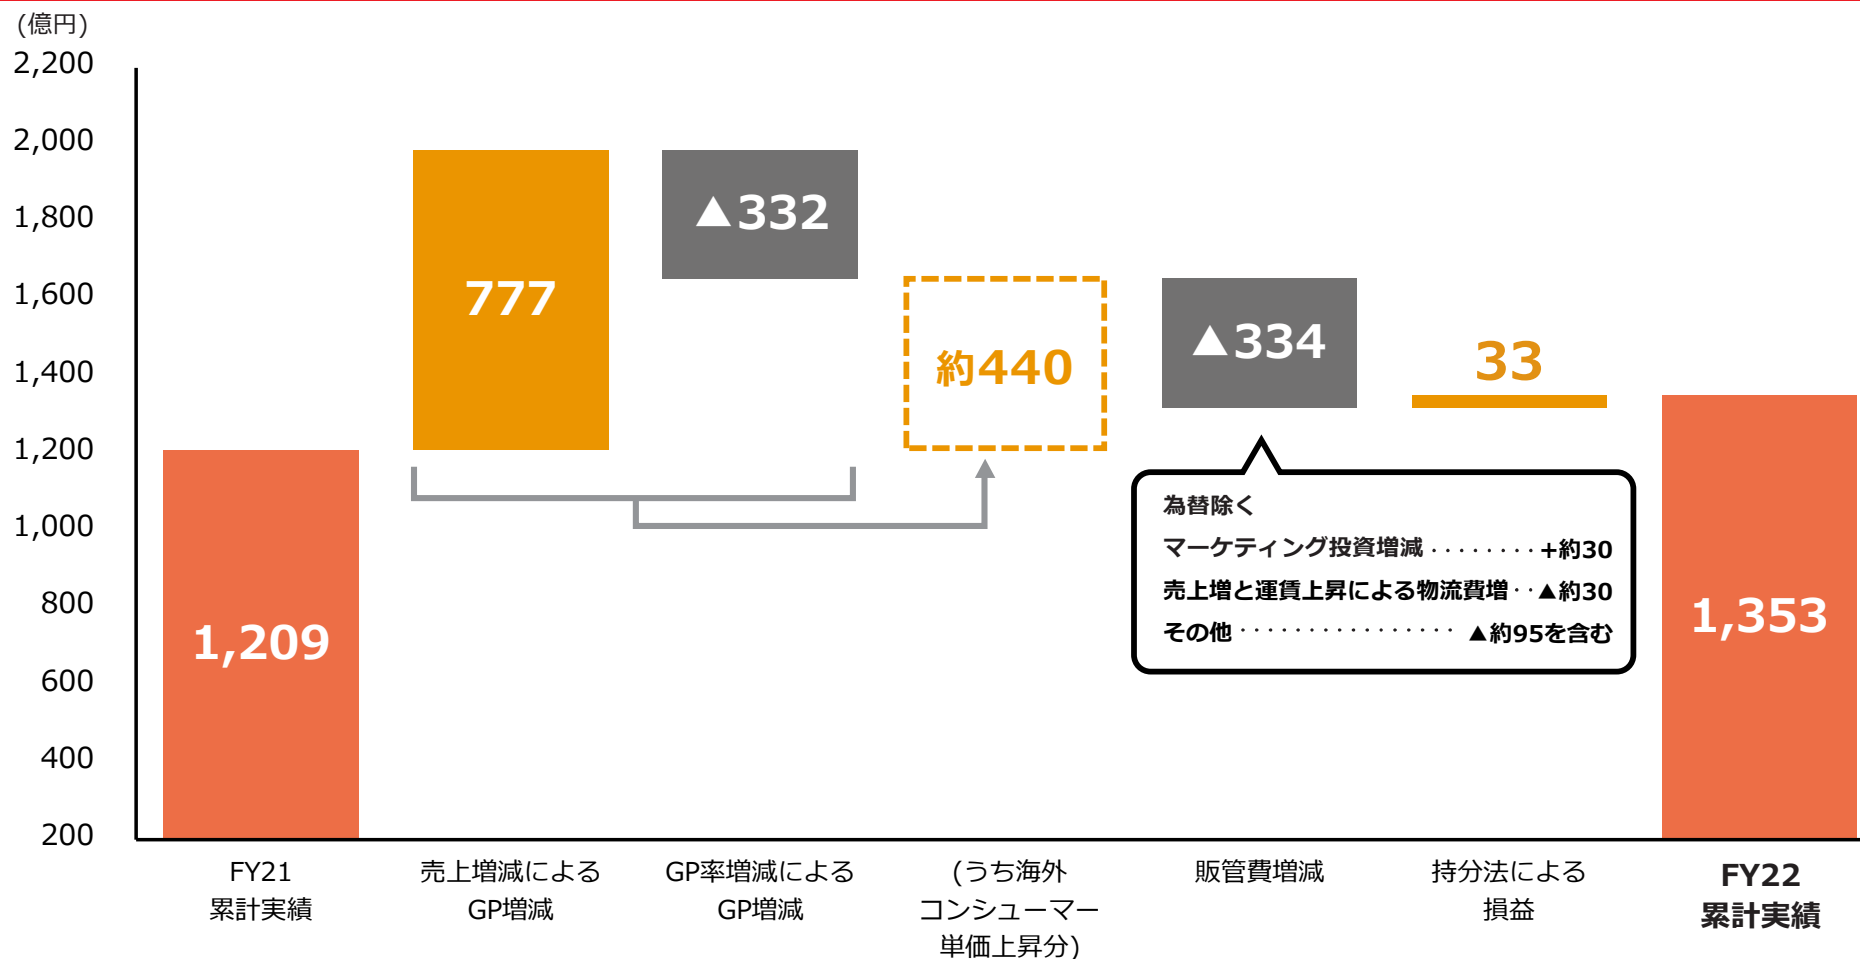 (億円)
2,200
2,000
1,800
1,600
1,400
1,200
1,000
800
600
400
200
1,209
777
▲332
約440
▲334
33
1,353
為替除く
マーケティング投資増減 ········ +約30
売上増と運賃上昇による物流費増 ·· ▲約30
その他 ················ ▲約95を含む
FY21
累計実績
売上増減による
GP増減
GP率増減による
GP増減
(うち海外
コンシューマー
単価上昇分)
販管費増減
持分法による
損益
FY22
累計実績